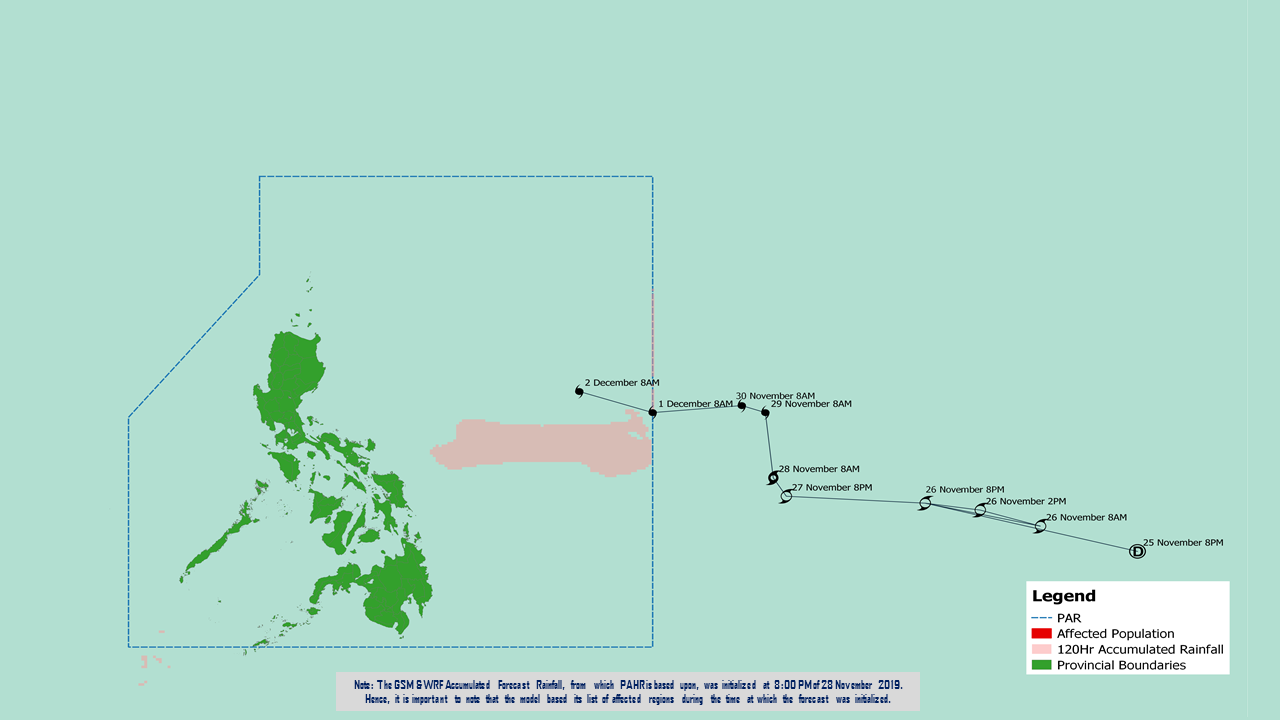 2 December 8AM
30 November 8AM
1 December 8AM
29 November 8AM
28 November 8AM
27 November 8PM
26 November 8PM
26 November 2PM
26 November 8AM
25 November 8PM
D
Legend
PAR
Affected Population
120Hr Accumulated Rainfall
Provincial Boundaries
Note: The GSM & WRF Accumulated Forecast Rainfall, from which PAHR is based upon, was initialized at 8:00 PM of 28 November 2019.
Hence, it is important to note that the model based its list of affected regions during the time at which the forecast was initialized.